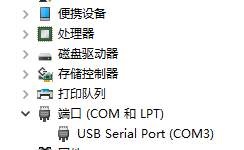 便携设备
处理器
磁盘驱动器
存储控制器
打印队列
端口 (COM 和 LPT)
USB Serial Port (COM3)